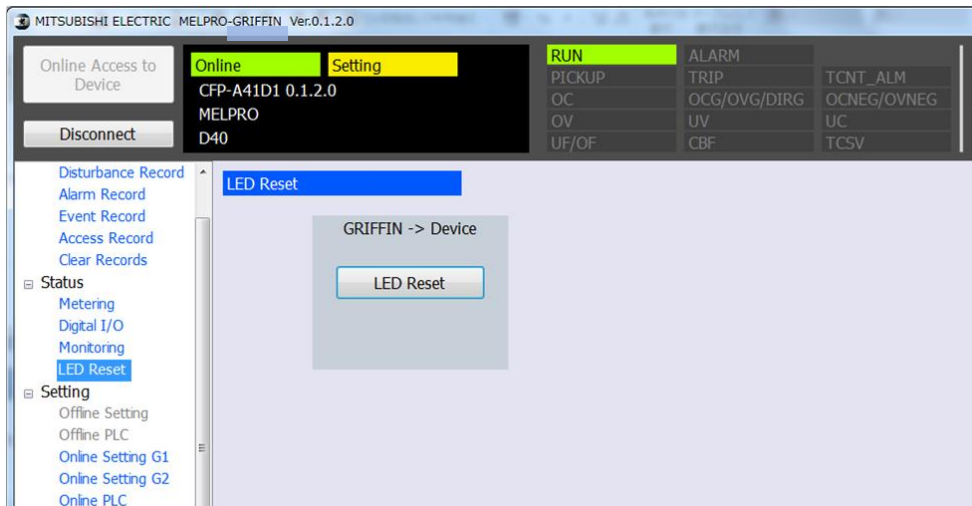 MITSUBISHI ELECTRIC MELPRO-GRIFFIN Ver.0.1.2.0
Online Access to
Device
Disconnect
Online Setting
CFP-A41D1 0.1.2.0
MELPRO
D40
RUN ALARM
PICKUP TRIP TCNT_ALM
OC OCG/OVG/DIRG OCNEG/OVNEG
OV UV UC
UF/OF CBF TCSV
Disturbance Record
Alarm Record
Event Record
Access Record
Clear Records
Status
Metering
Digital I/O
Monitoring
LED Reset
Setting
Offline Setting
Offline PLC
Online Setting G1
Online Setting G2
Online PLC
LED Reset
GRIFFIN -> Device
LED Reset